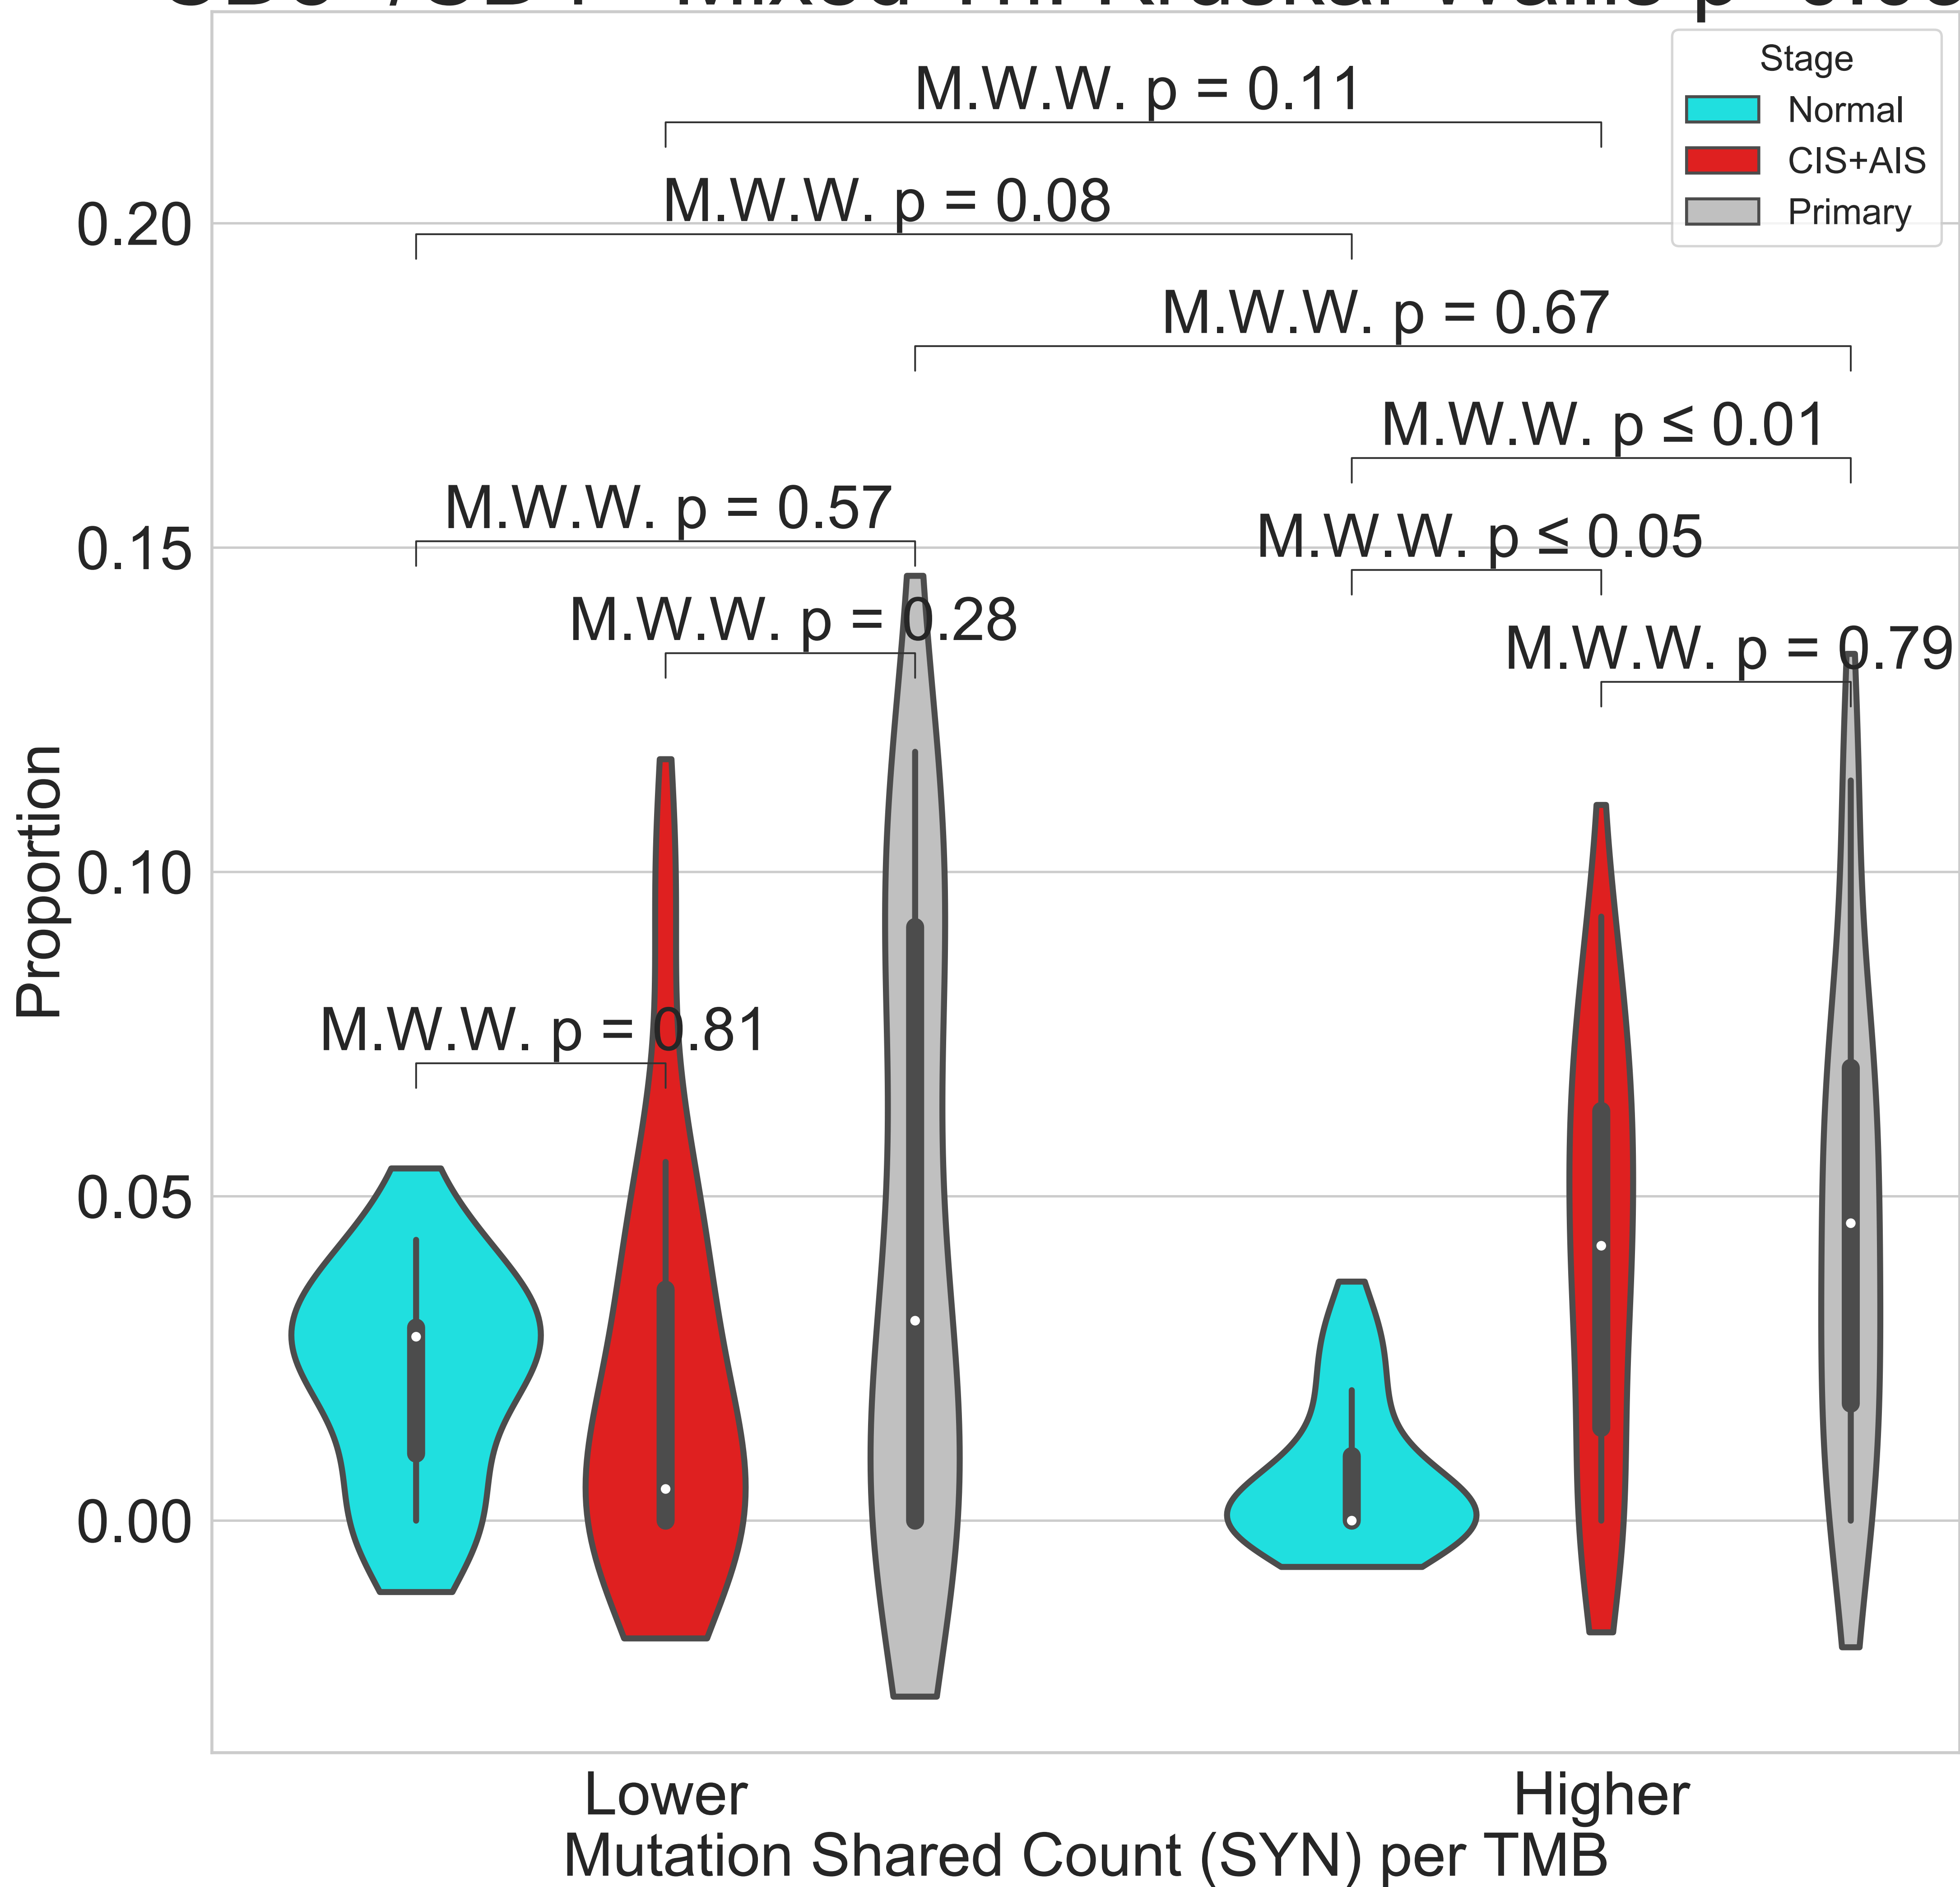 Stage
Normal
CIS+AIS
Primary
M.W.W. p = 0.11
M.W.W. p = 0.08
M.W.W. p = 0.67
M.W.W. p ≤ 0.01
M.W.W. p = 0.57
M.W.W. p ≤ 0.05
M.W.W. p = 0.28
M.W.W. p = 0.79
M.W.W. p = 0.81
0.20
0.15
0.10
0.05
0.00
Proportion
Lower
Higher
Mutation Shared Count (SYN) per TMB